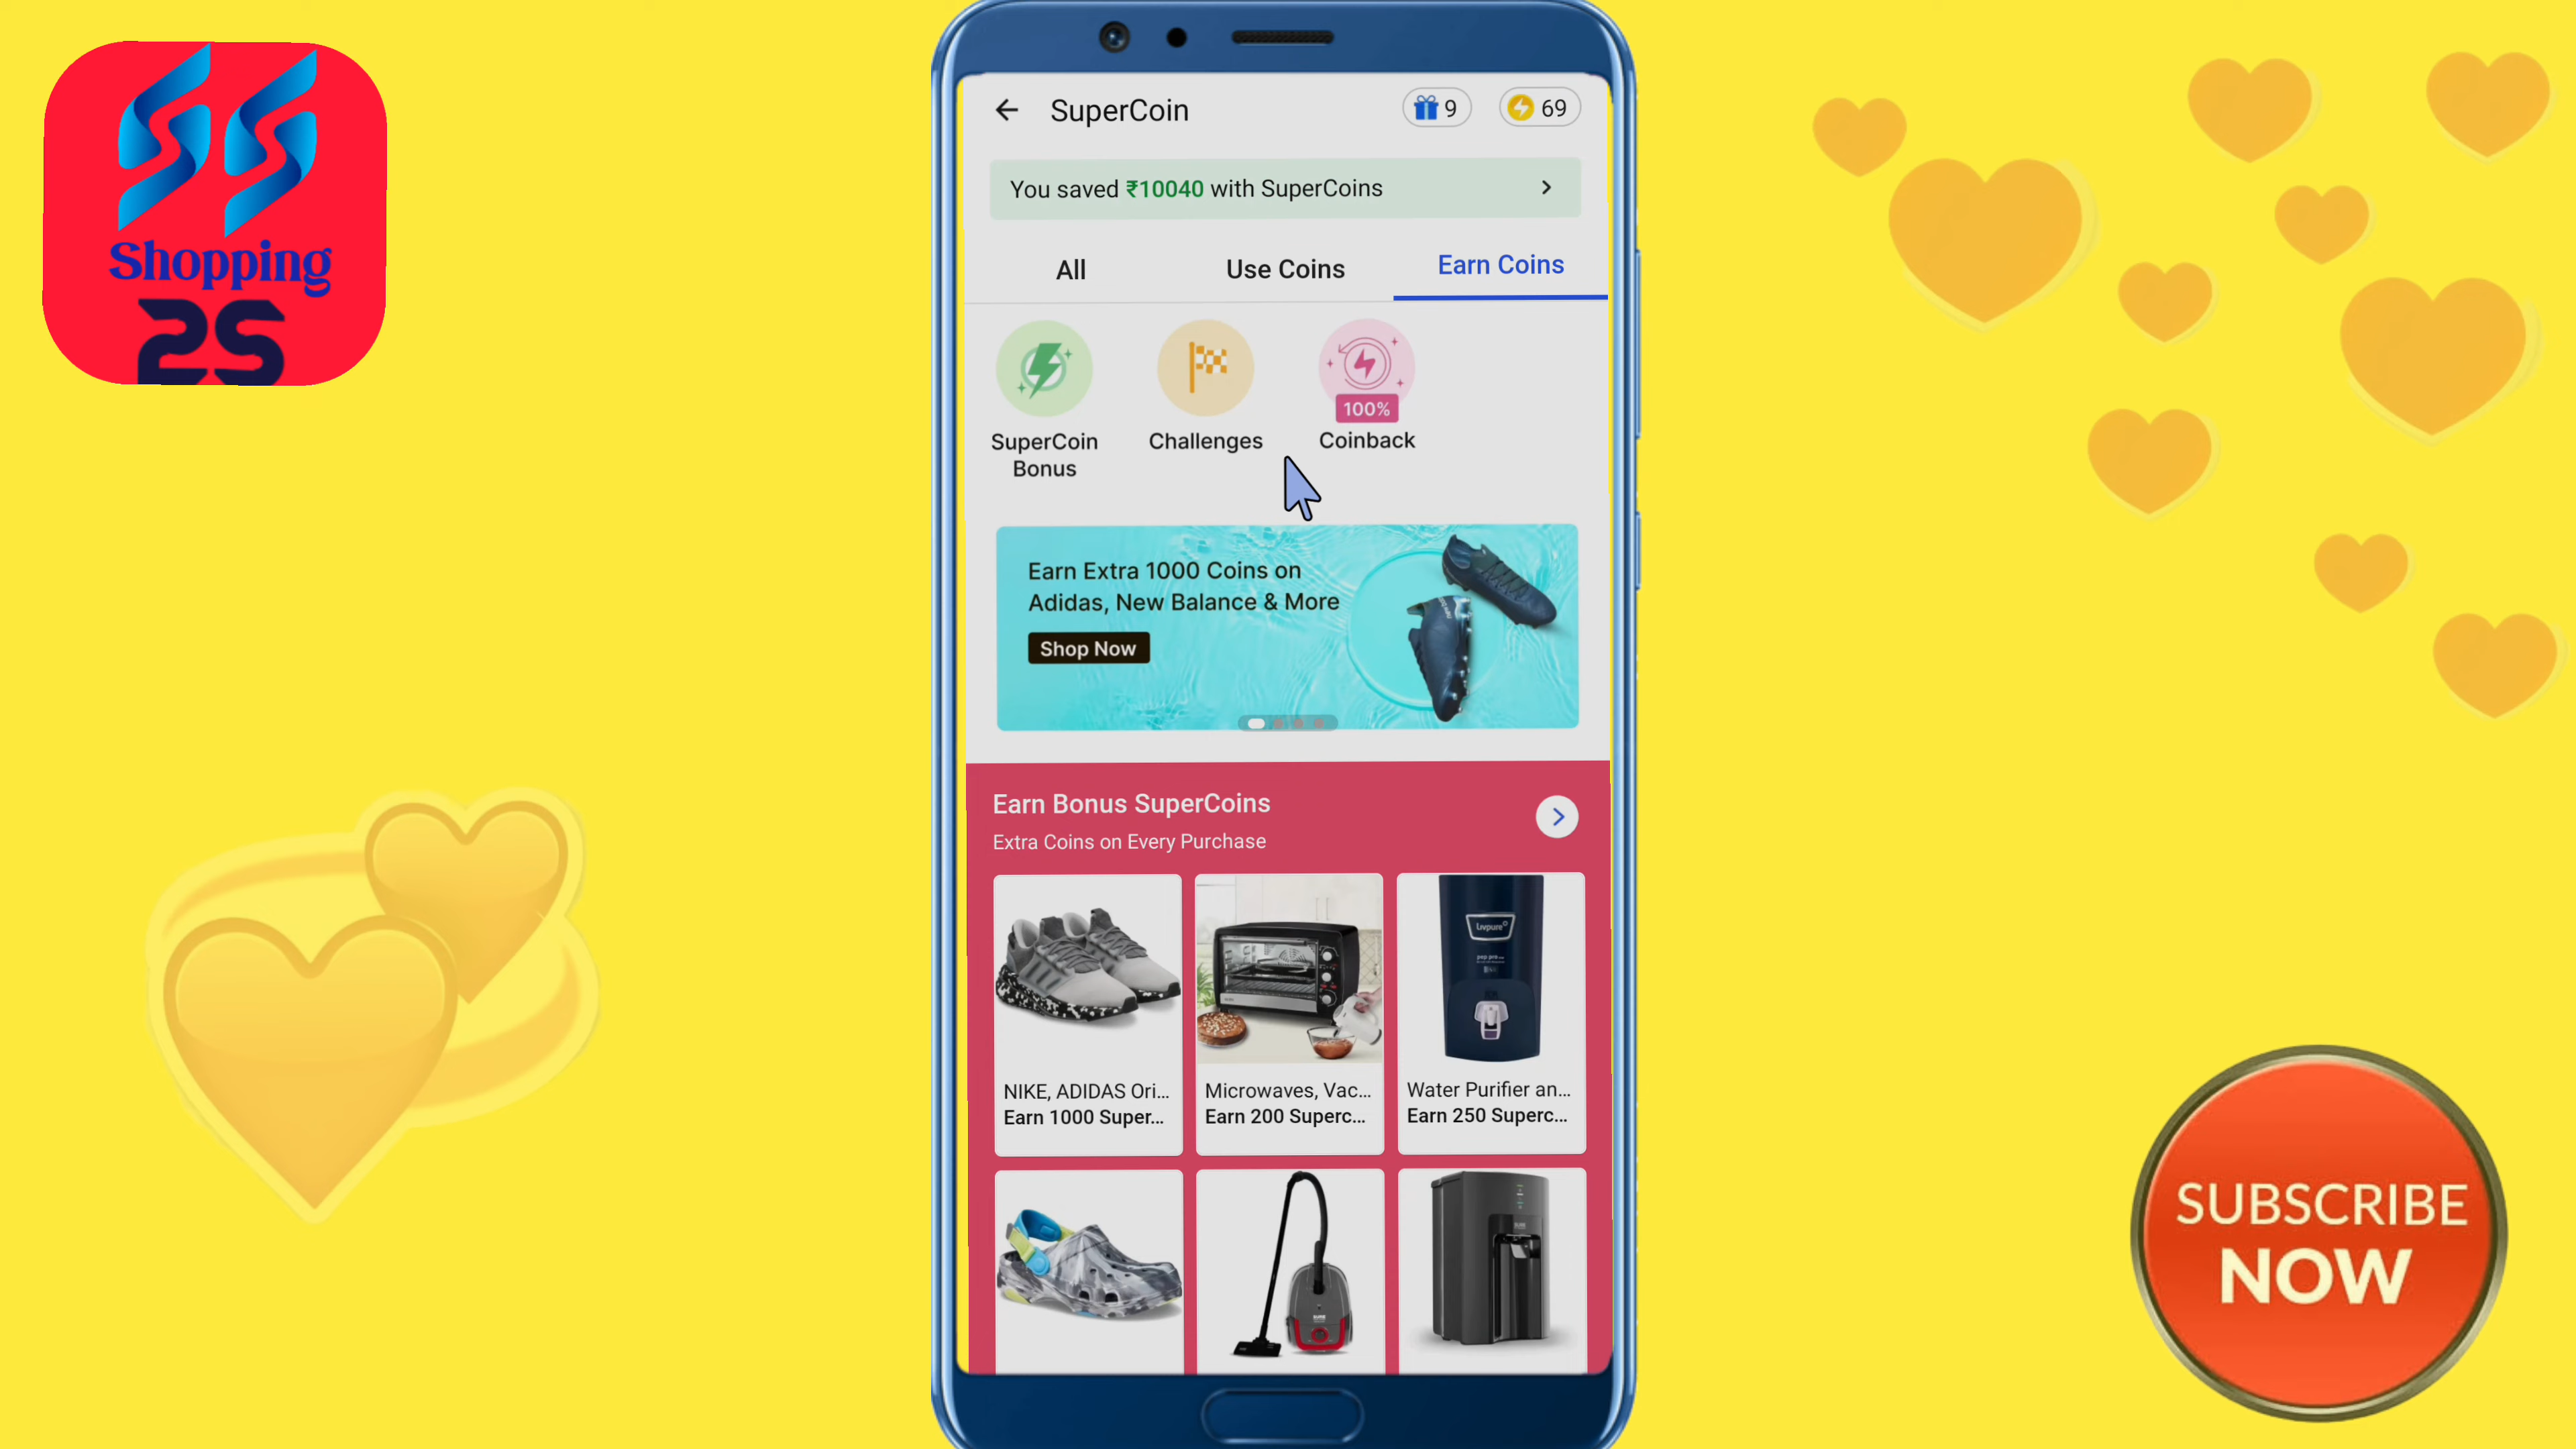 Shopping
SuperCoin
9
69
You saved ₹10040 with SuperCoins
All
Use Coins
Earn Coins
SuperCoin
Bonus
Challenges
100%
Coinback
Earn Extra 1000 Coins on
Adidas, New Balance & More
Shop Now
Earn Bonus SuperCoins
Extra Coins on Every Purchase
Livpure
NIKE, ADIDAS Ori...
Earn 1000 Super...
Microwaves, Vac...
Earn 200 Superc...
Water Purifier an...
Earn 250 Superc...
SUBSCRIBE
NOW